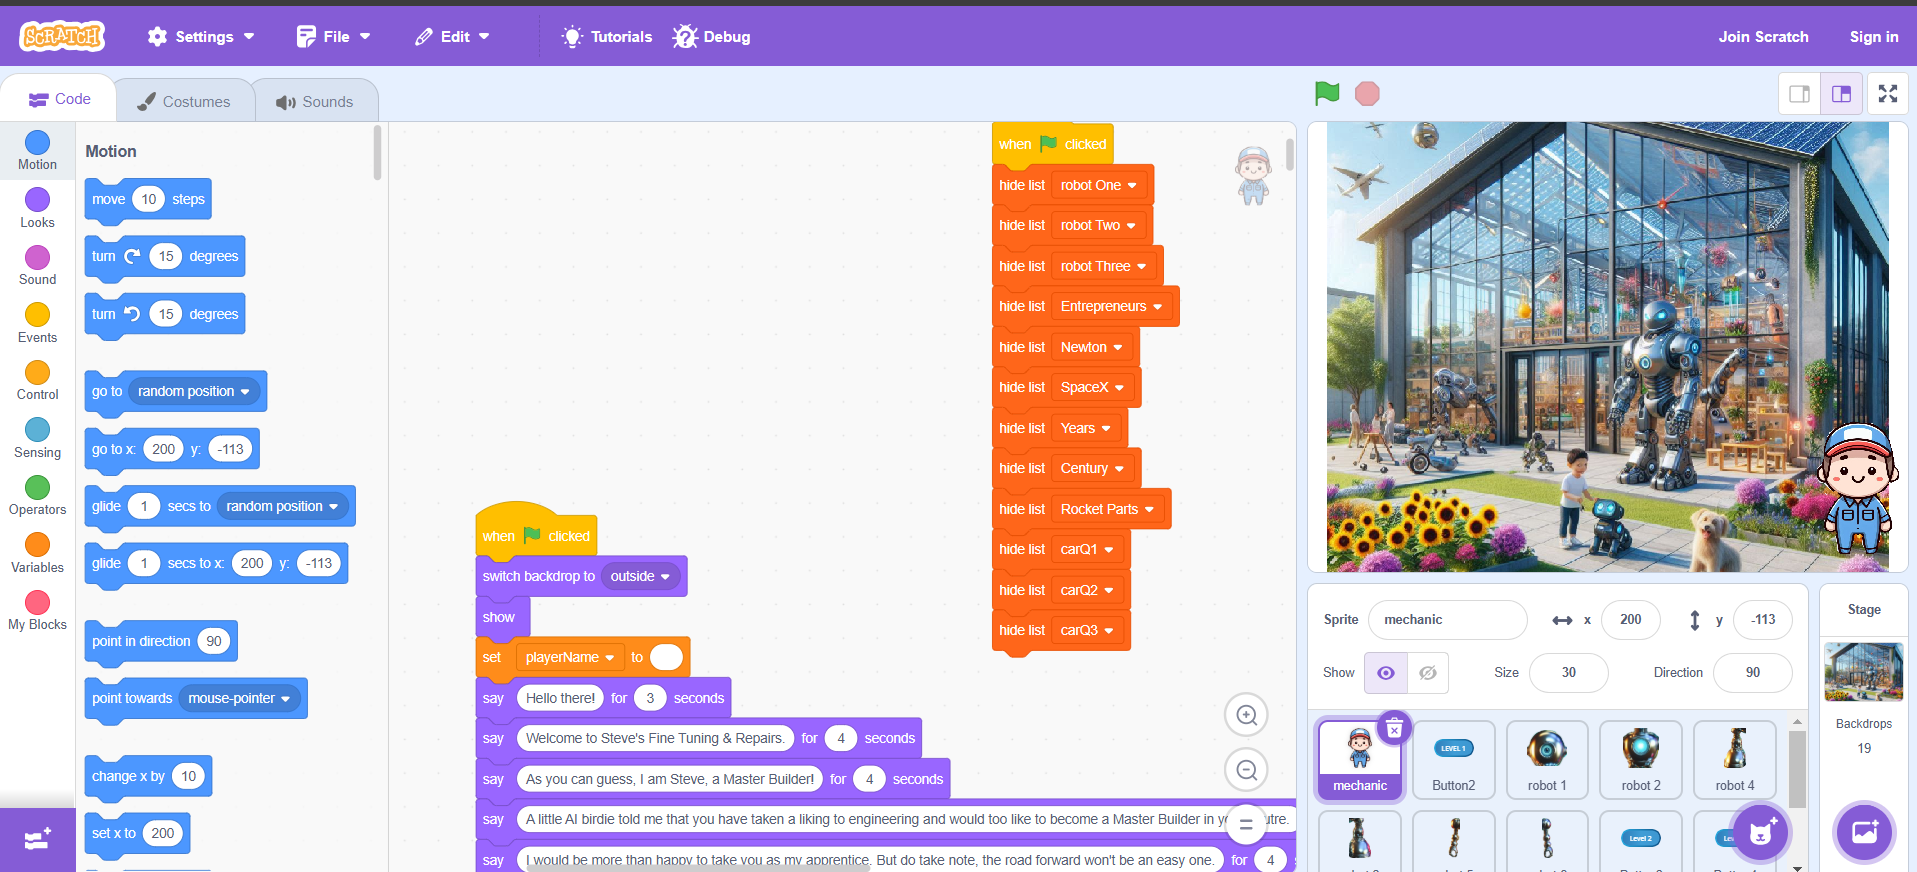 SCRATCH Settings File Edit Tutorials Debug Join Scratch Sign in
Code Costumes Sounds
Motion
Looks
Sound
Events
Control
Sensing
Operators
Variables
My Blocks
Motion
move 10 steps
turn 15 degrees
turn 15 degrees
go to random position
go to x: 200 y: -113
glide 1 secs to random position
glide 1 secs to x: 200 y: -113
point in direction 90
point towards mouse-pointer
change x by 10
set x to 200
when clicked
hide list robot One
hide list robot Two
hide list robot Three
hide list Entrepreneurs
hide list Newton
hide list SpaceX
hide list Years
hide list Century
hide list Rocket Parts
hide list carQ1
hide list carQ2
hide list carQ3
when clicked
switch backdrop to outside
show
set playerName to
say Hello there! for 3 seconds
say Welcome to Steve's Fine Tuning & Repairs. for 4 seconds
say As you can guess, I am Steve, a Master Builder! for 4 seconds
say A little AI birdie told me that you have taken a liking to engineering and would too like to become a Master Builder in
say I would be more than happy to take you as my apprentice. But do take note, the road forward won't be an easy one. for 4
Sprite mechanic x 200 y -113
Show Size 30 Direction 90
mechanic
LEVEL 1
Button2
robot 1
robot 2
robot 4
Level 2
Stage
Backdrops
19